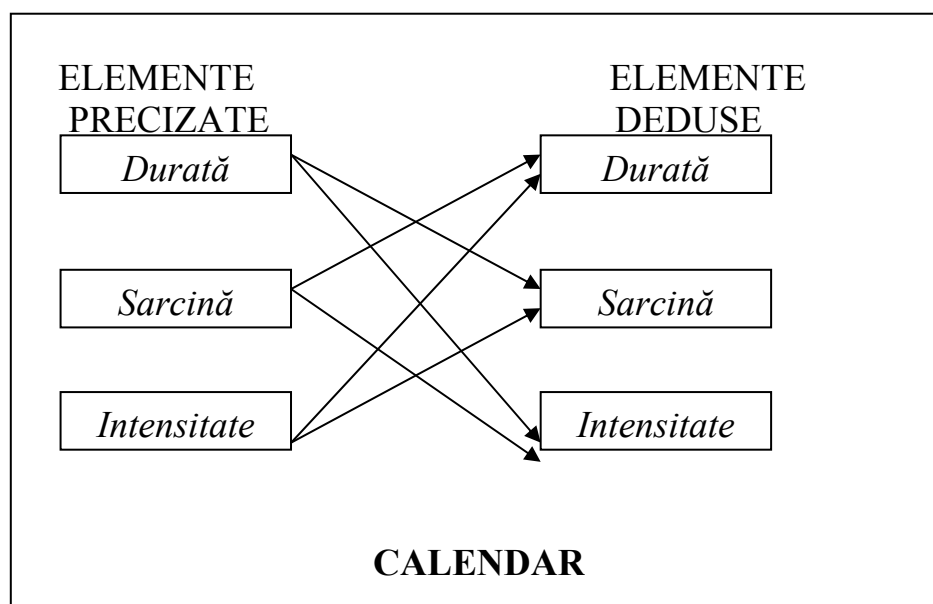 ELEMENTE
PRECIZATE
Durată
Sarcină
Intensitate
ELEMENTE
DEDUSE
Durată
Sarcină
Intensitate
CALENDAR